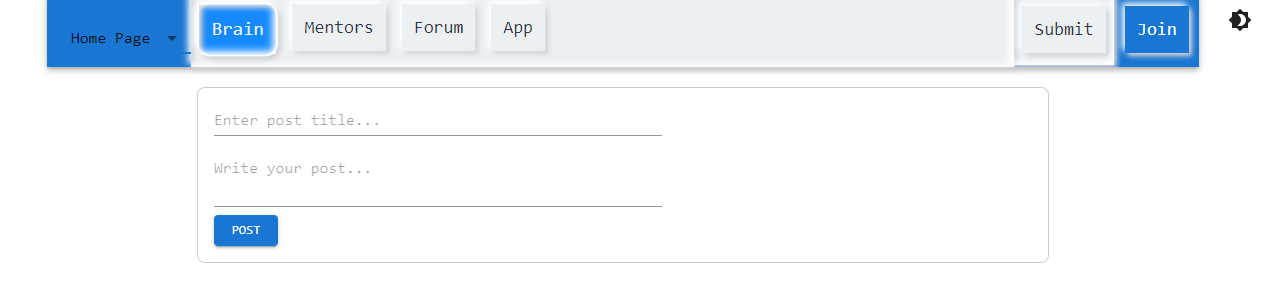 Home Page Brain Mentors Forum App Submit Join
Enter post title...
Write your post...
POST